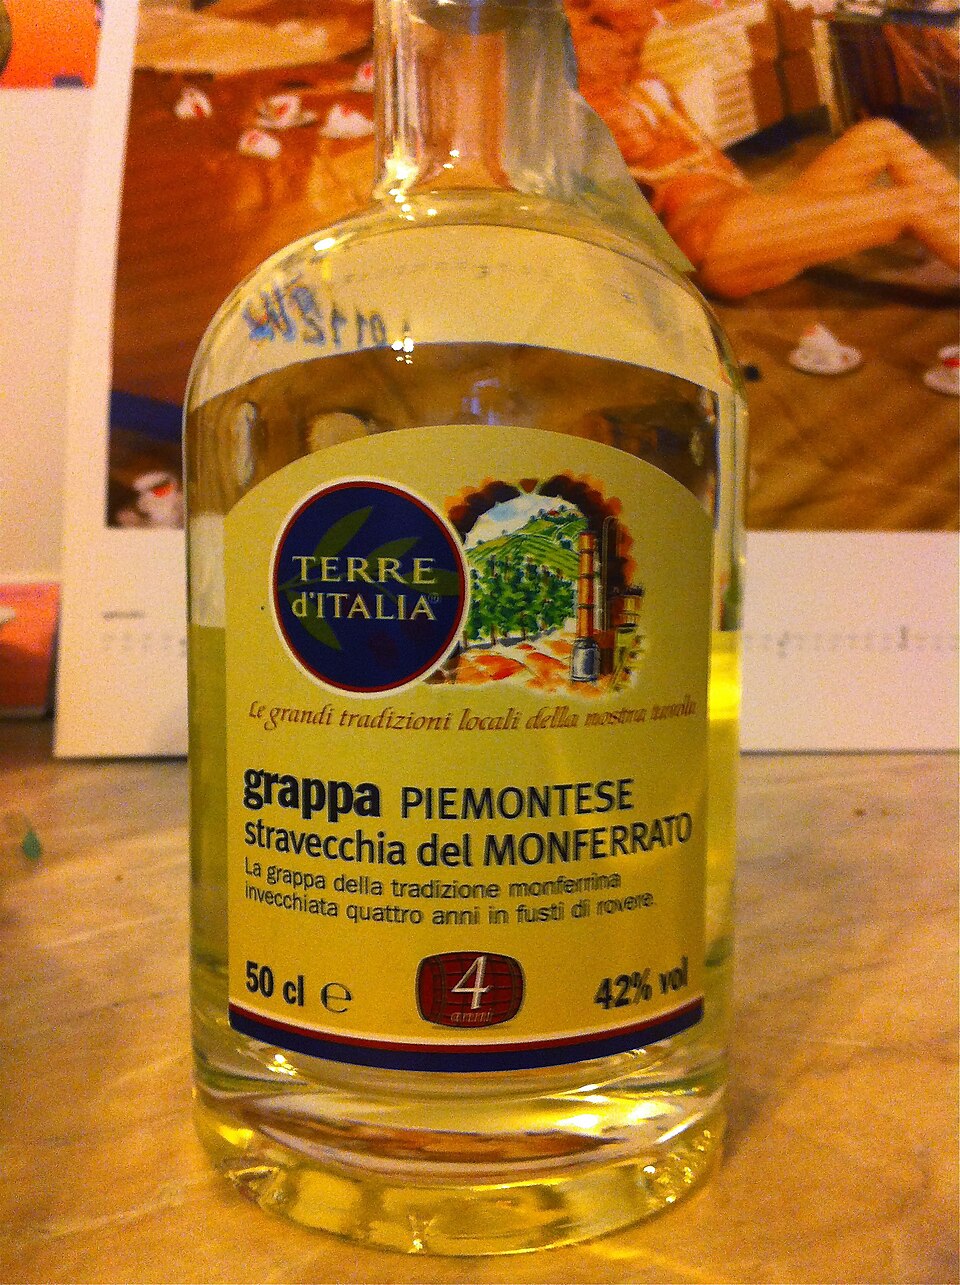 TERRE
d'ITALIA
Le grandi tradizioni locali della nostra tavola
grappa PIEMONTESE
stravecchia del MONFERRATO
La grappa della tradizione monferrina
invecchiata quattro anni in fusti di rovere.
50 cl e
4
anni
42% vol